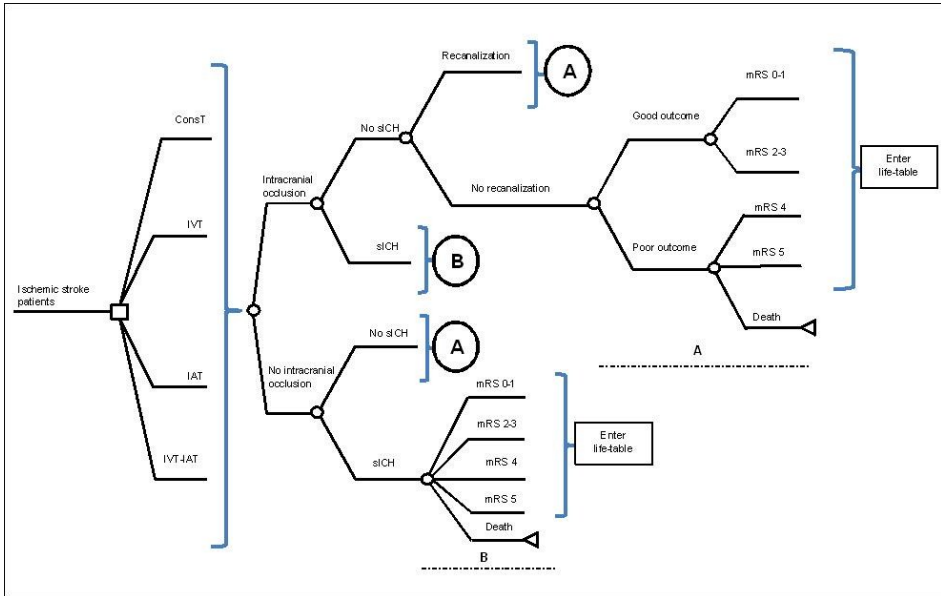 Ischemic stroke
patients
ConsT
IVT
IAT
IVT-IAT
Intracranial
occlusion
No intracranial
occlusion
No sICH
sICH
Recanalization
A
No recanalization
B
Good outcome
Poor outcome
mRS 0-1
mRS 2-3
mRS 4
mRS 5
Death
Enter
life-table
A
No sICH
A
sICH
mRS 0-1
mRS 2-3
mRS 4
mRS 5
Death
Enter
life-table
B